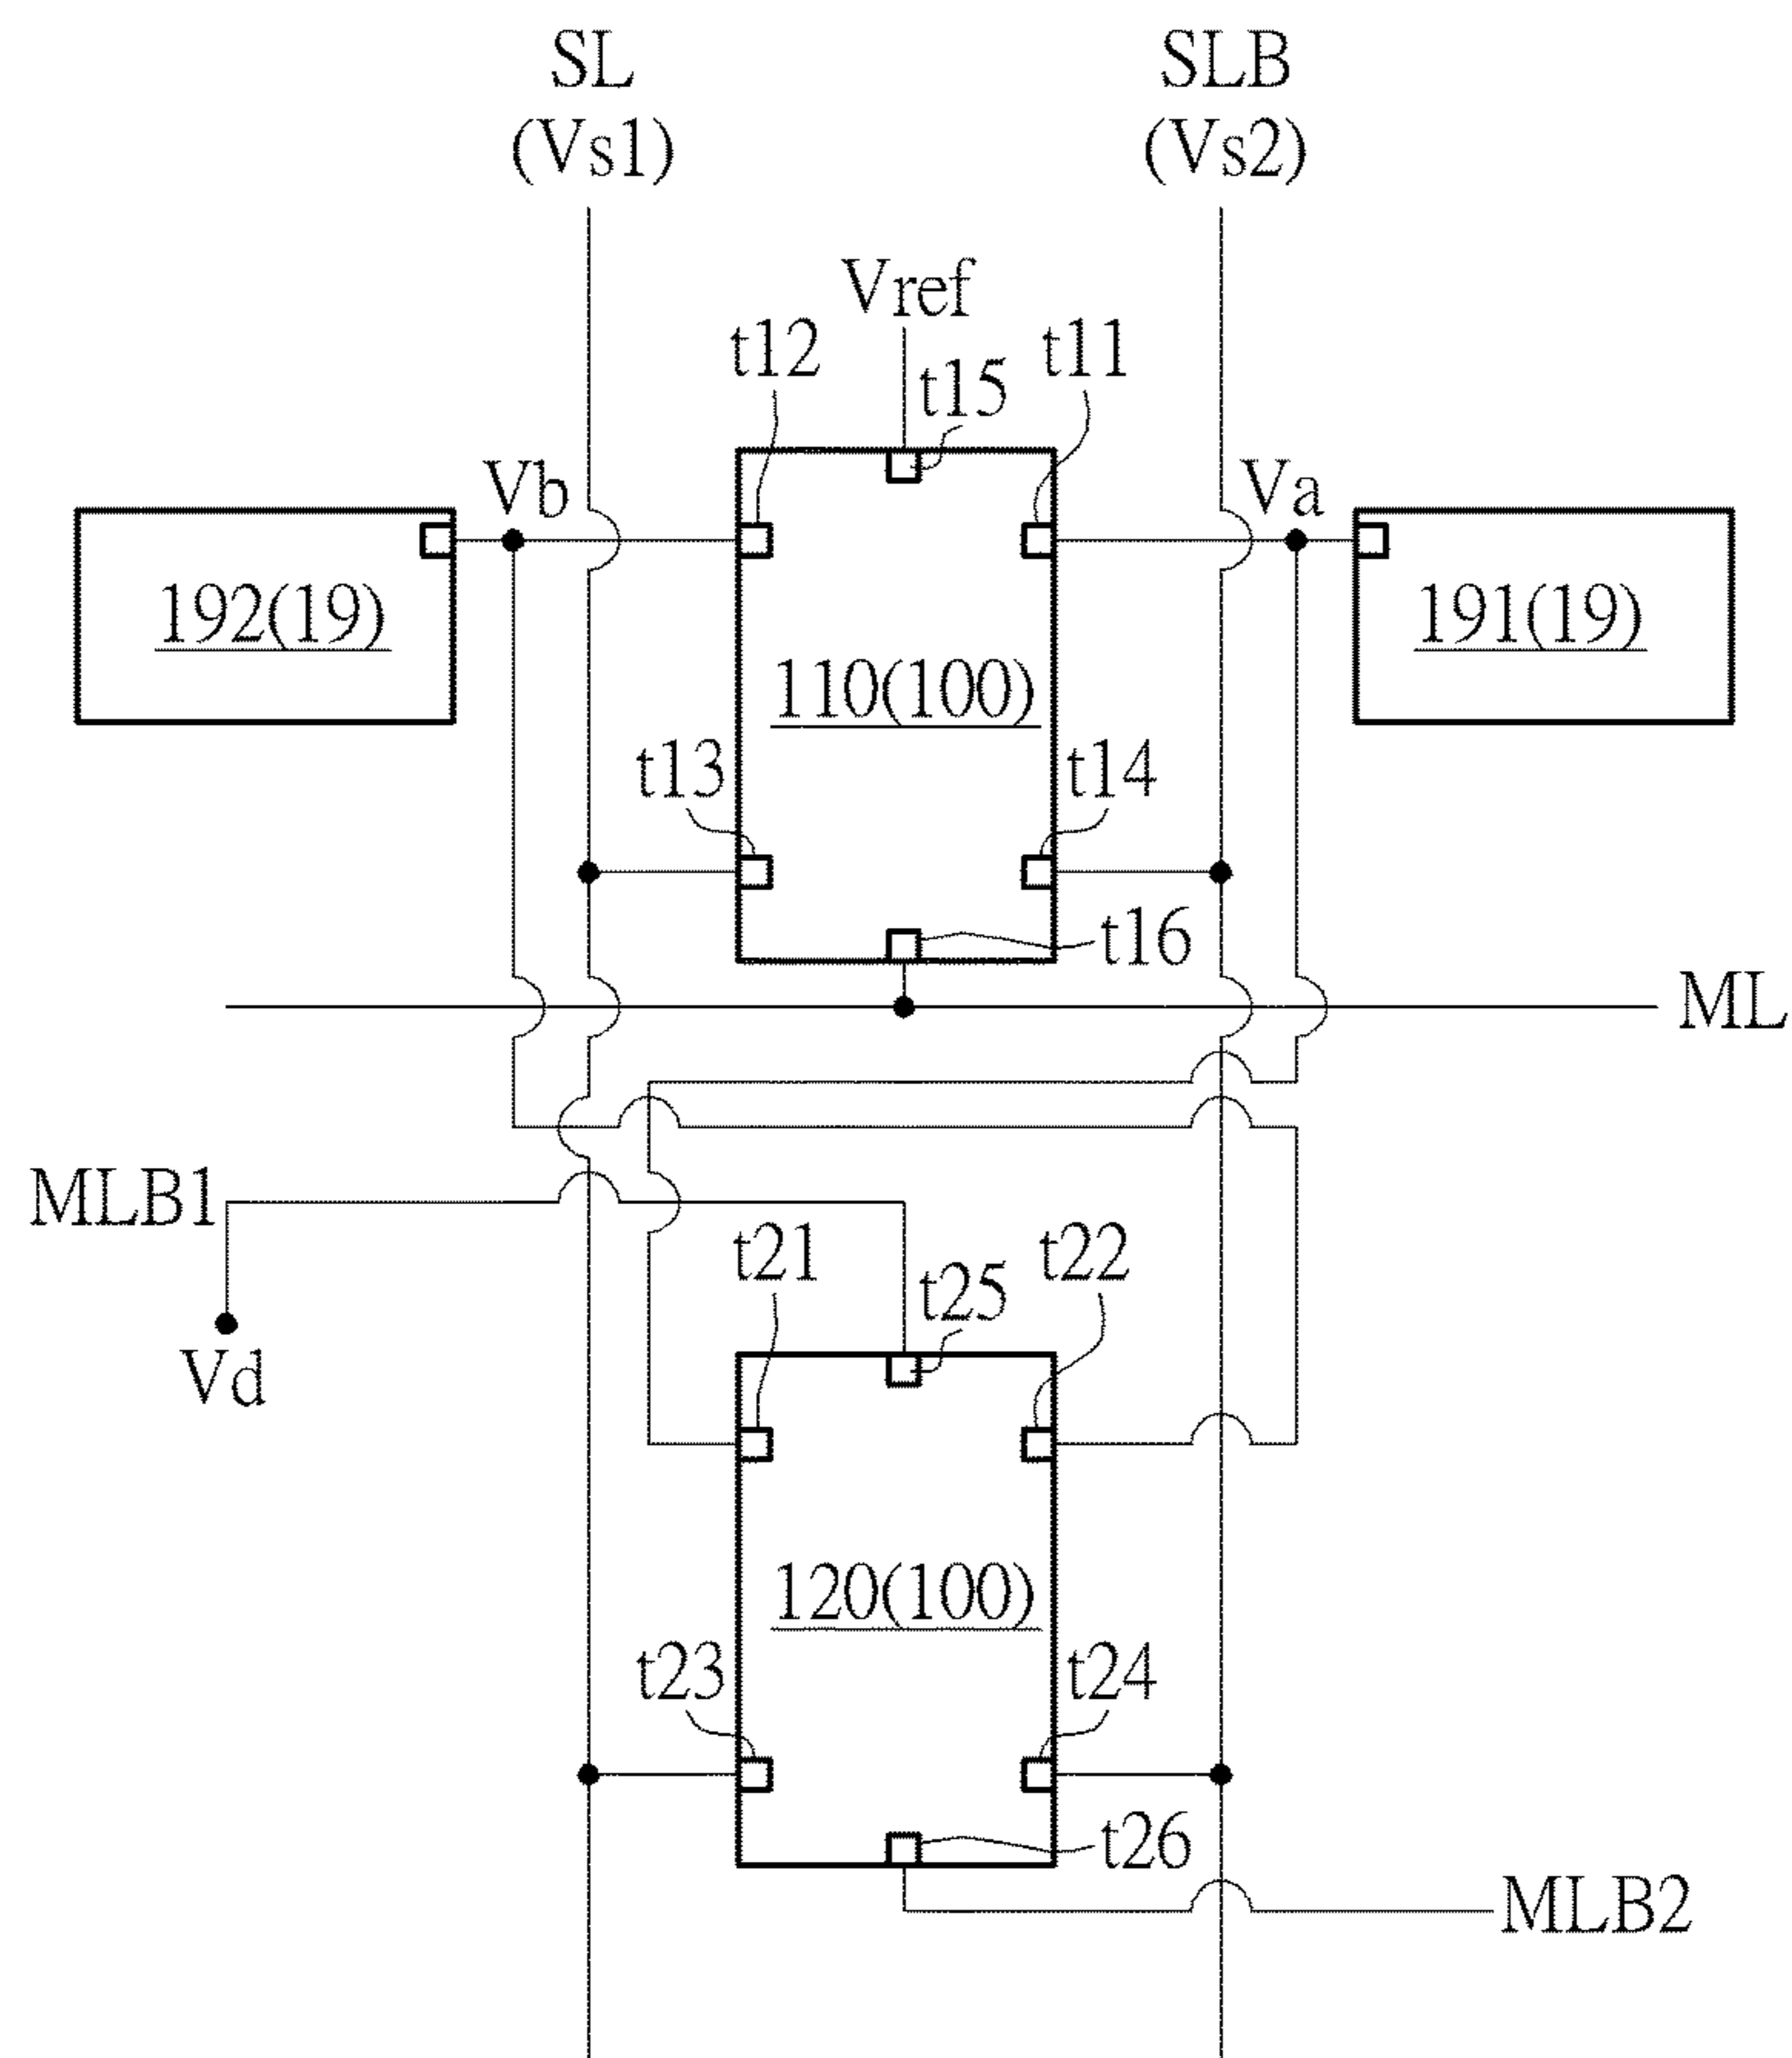 SL
(Vs1)
SLB
(Vs2)
Vref
t12
t15
t11
Vb
Va
192(19)
191(19)
110(100)
t13
t14
t16
ML
MLB1
t21
t25
t22
Vd
120(100)
t23
t24
t26
MLB2